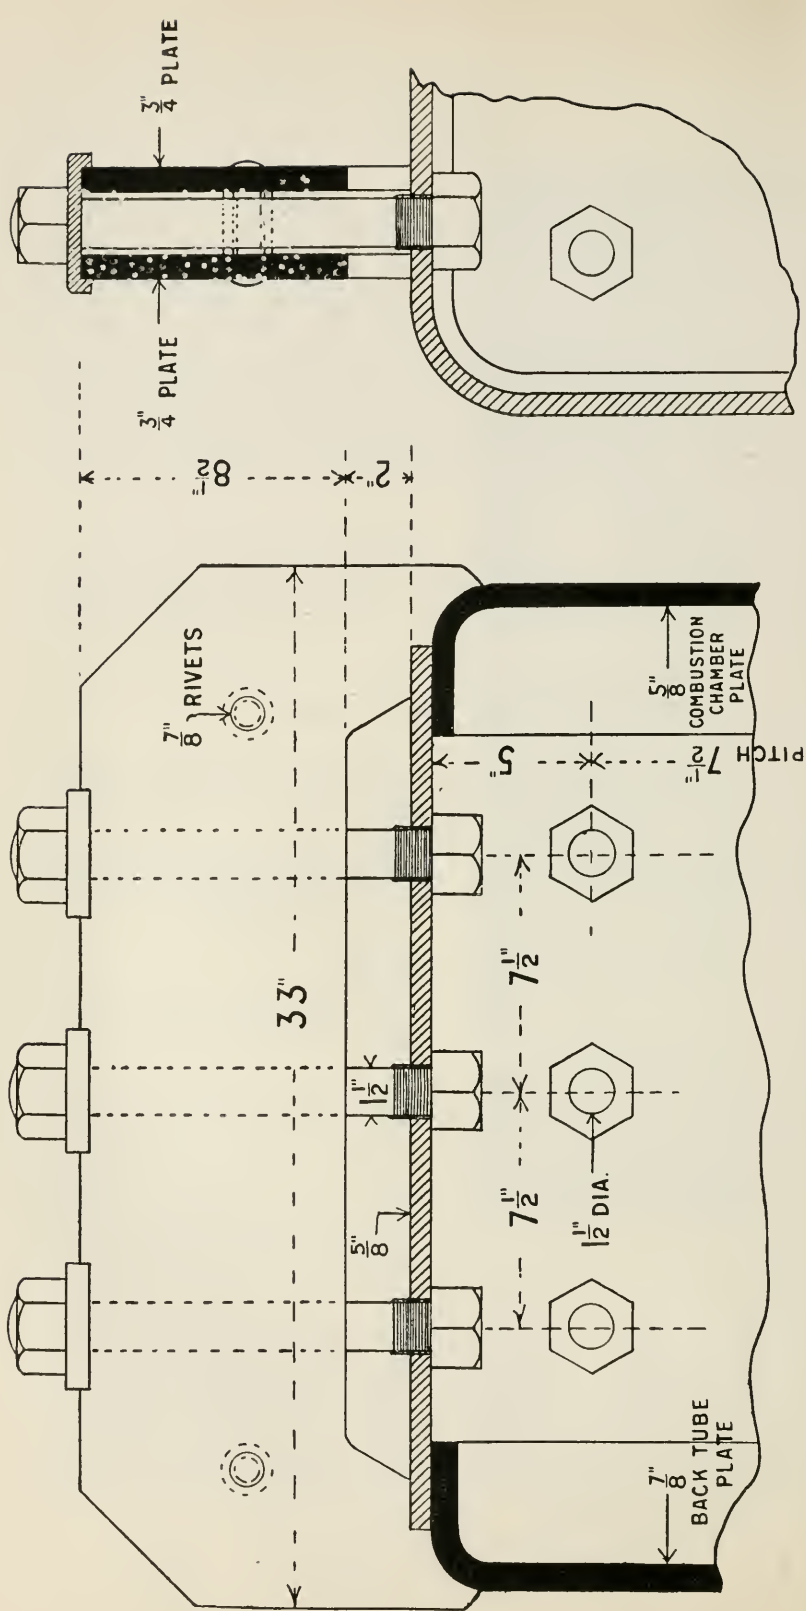 3/4" PLATE
3/4" PLATE
8 1/2"
2"
7/8" RIVETS
33"
1 1/2"
5/8"
5"
PITCH 7 1/2"
7 1/2"
7 1/2"
1 1/2" DIA.
5/8"
COMBUSTION
CHAMBER
PLATE
7/8"
BACK TUBE
PLATE